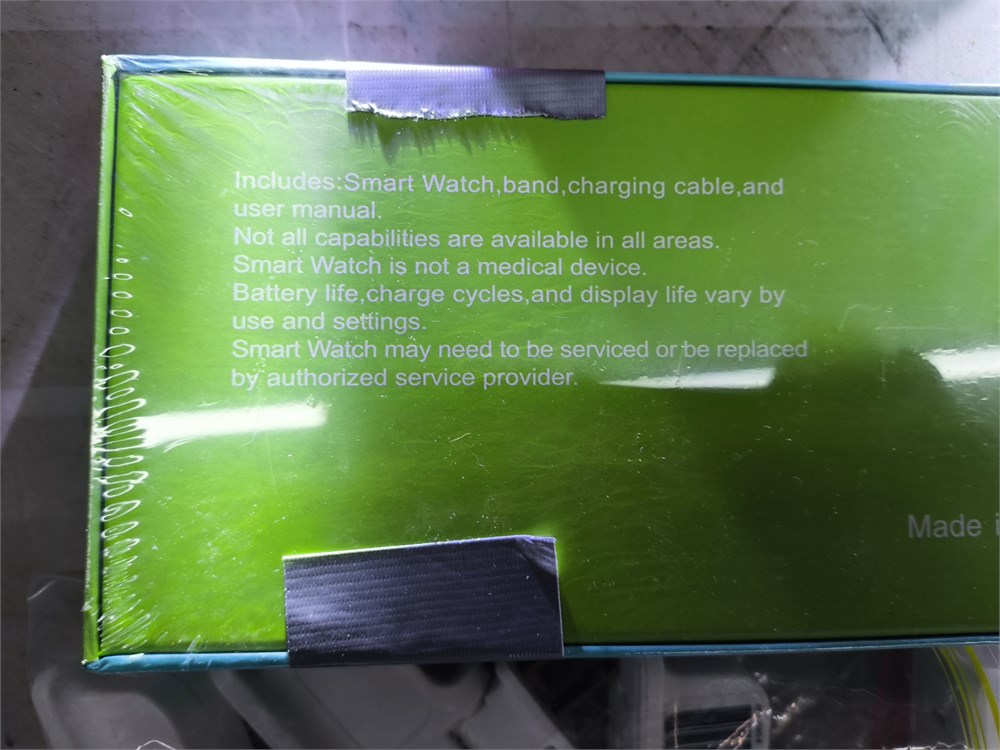 Includes:Smart Watch,band,charging cable,and
user manual.
Not all capabilities are available in all areas.
Smart Watch is not a medical device.
Battery life,charge cycles,and display life vary by
use and settings.
Smart Watch may need to be serviced or be replaced
by authorized service provider.
Made